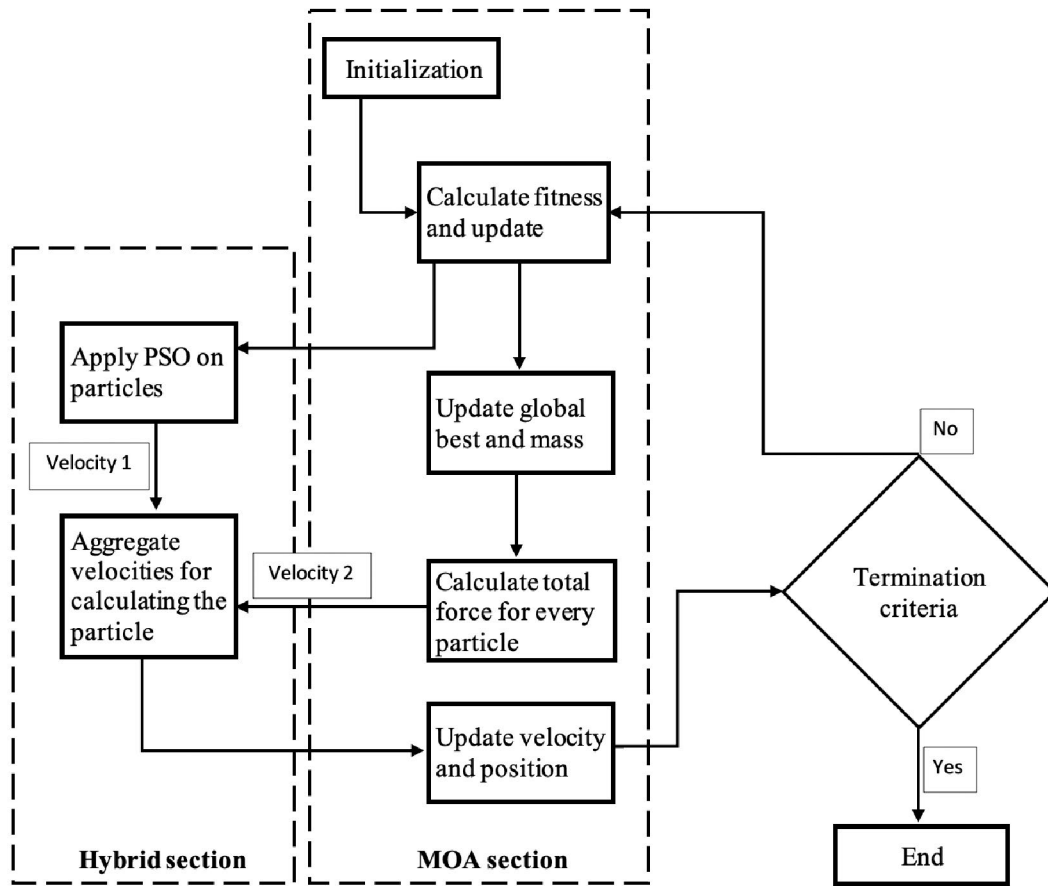 Initialization
Calculate fitness
and update
Apply PSO on
particles
Update global
best and mass
No
Velocity 1
Aggregate
velocities for
calculating the
particle
Velocity 2
Calculate total
force for every
particle
Termination
criteria
Update velocity
and position
Yes
End
Hybrid section
MOA section